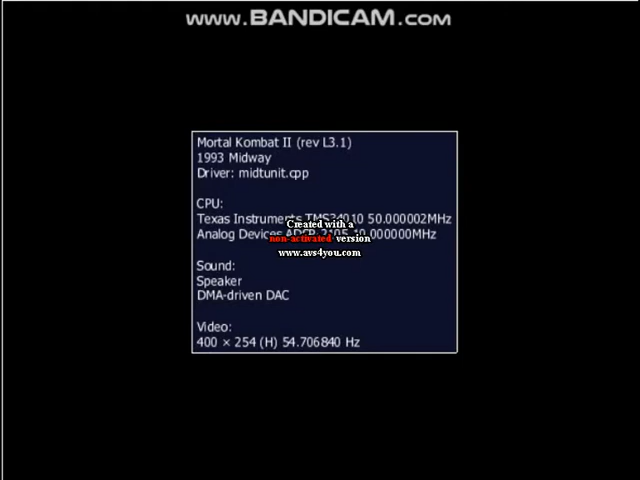 www.BANDICAM.com
Mortal Kombat II (rev L3.1)
1993 Midway
Driver: midtunit.cpp
CPU:
Texas Instruments TMS34010 50.000002MHz
Created with a
Analog Devices ADSP-2105 10.000000MHz
non-activated version
www.avs4you.com
Sound:
Speaker
DMA-driven DAC
Video:
400 × 254 (H) 54.706840 Hz